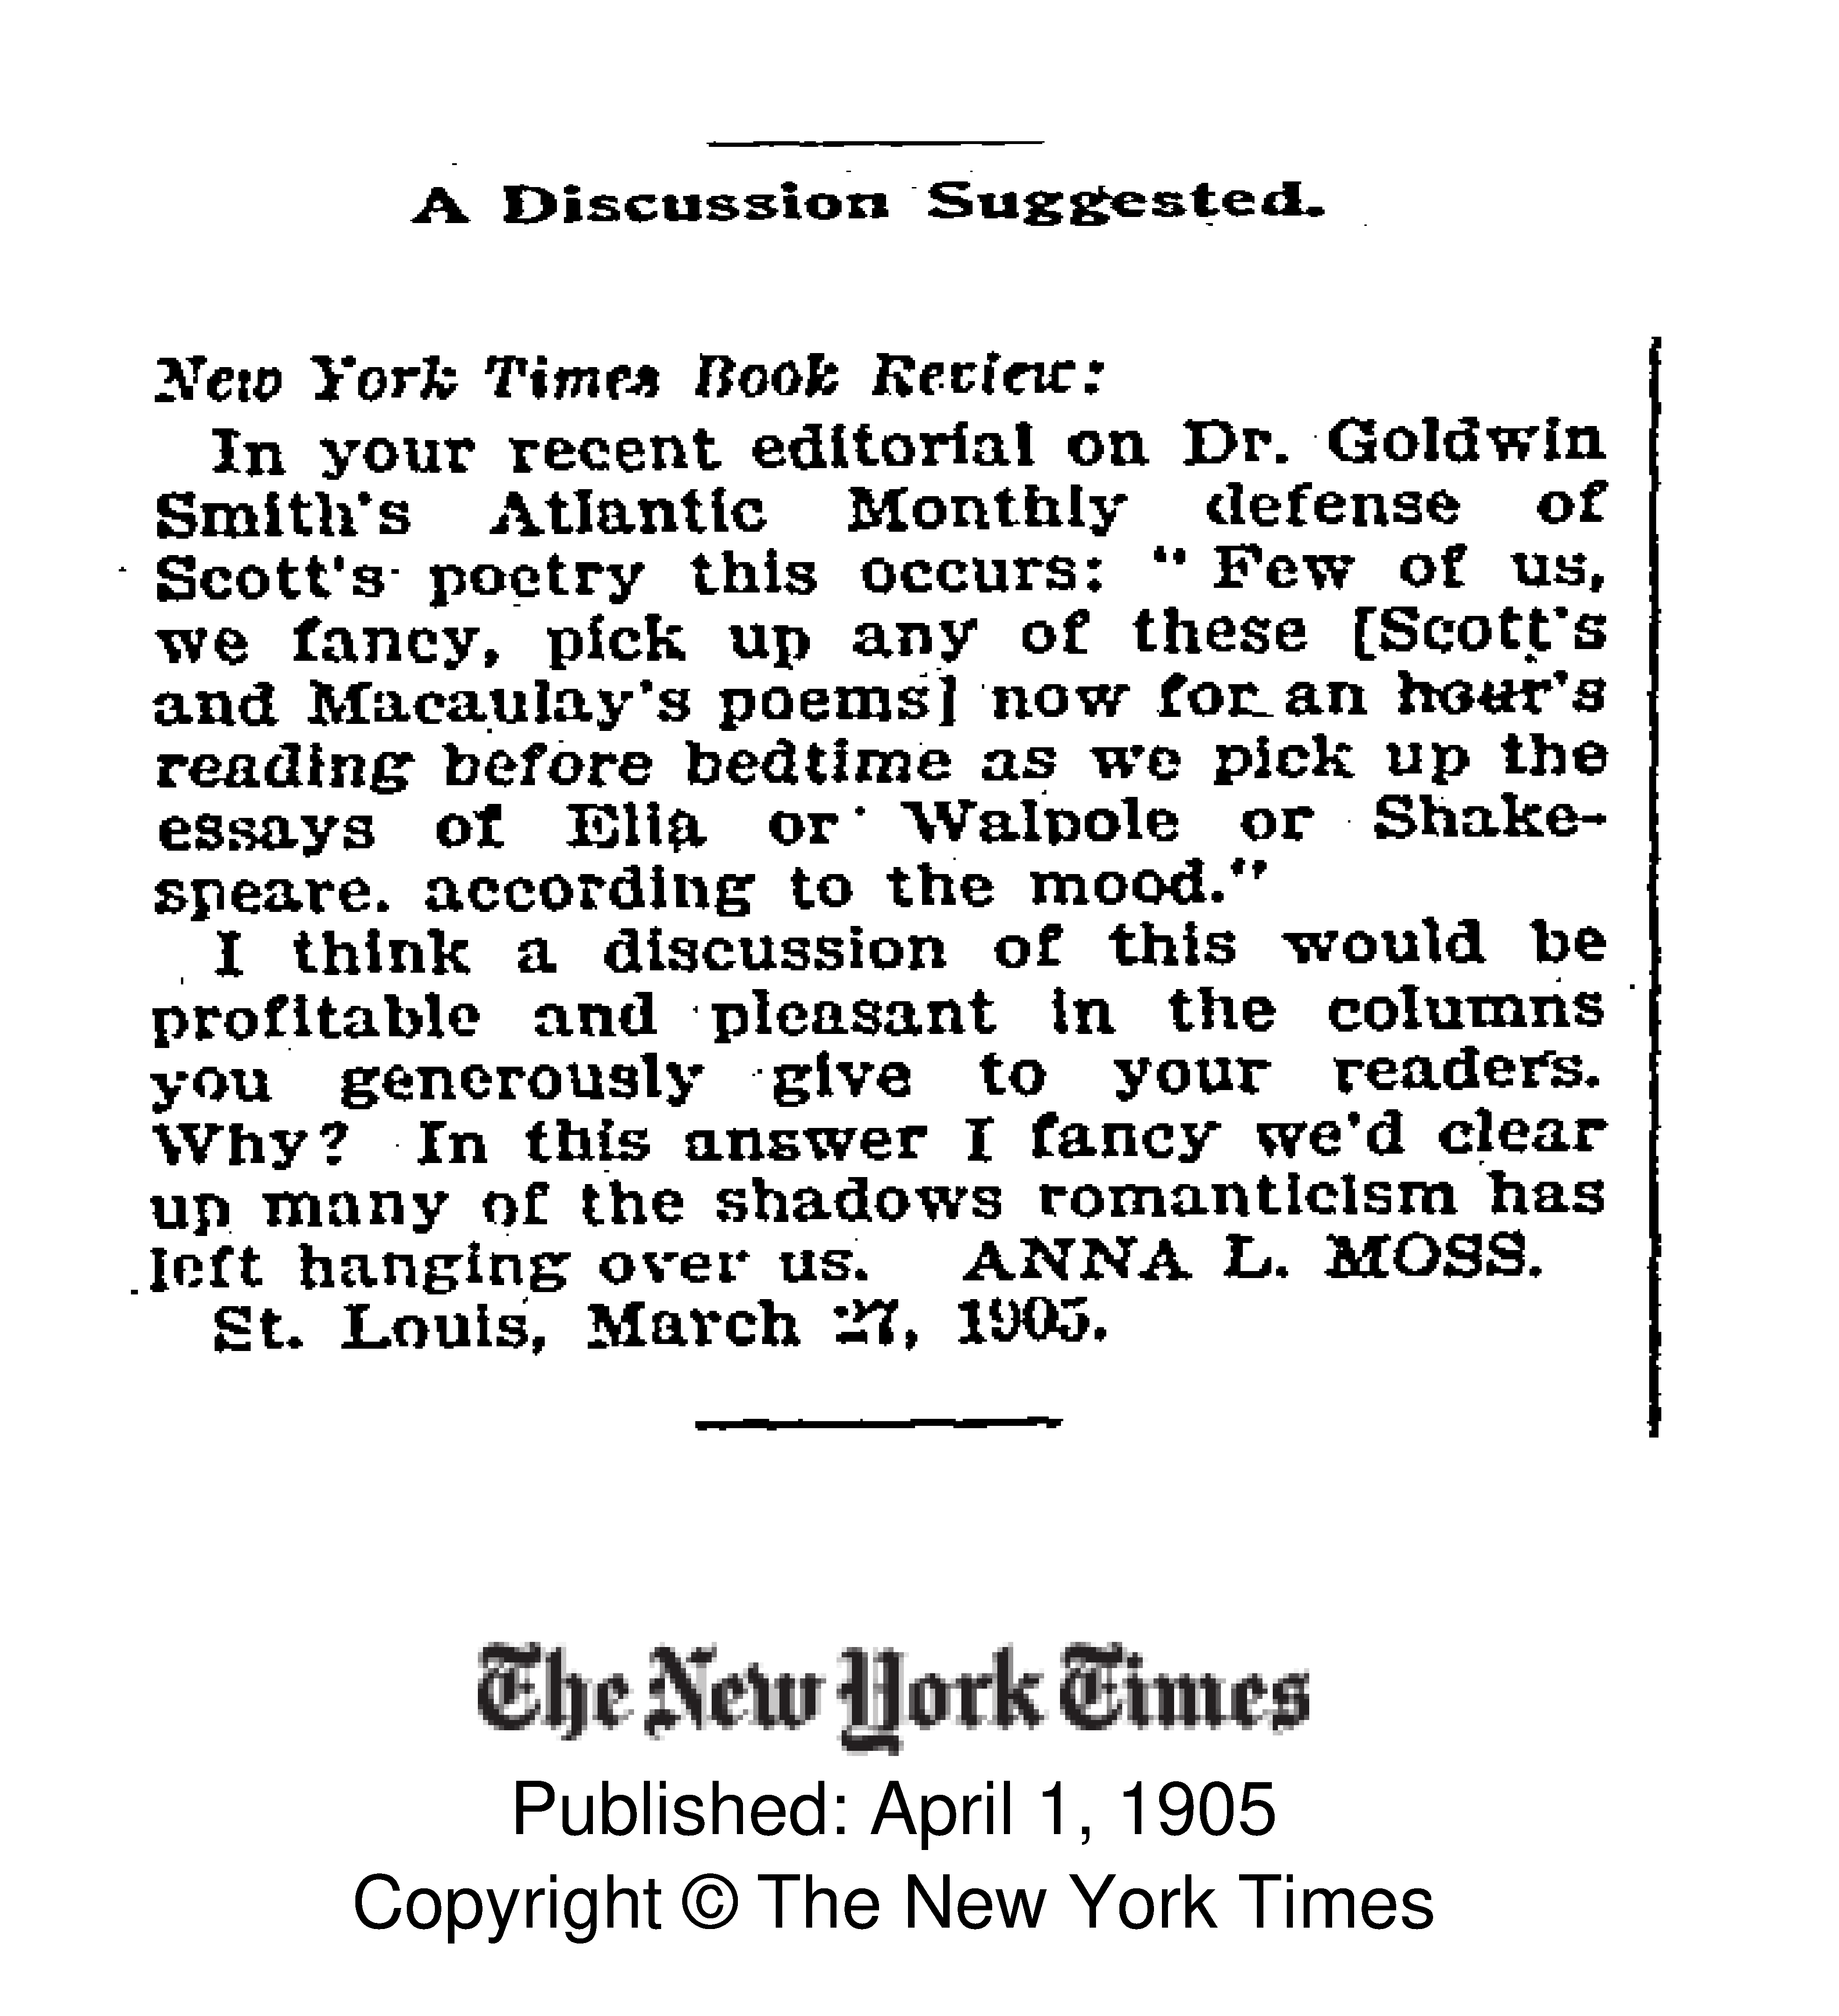 A Discussion Suggested.
New York Times Book Review:
In your recent editorial on Dr. Goldwin
Smith's Atlantic Monthly defense of
Scott's poetry this occurs: "Few of us,
we fancy, pick up any of these [Scott's
and Macaulay's poems] now for an hour's
reading before bedtime as we pick up the
essays of Elia or Walpole or Shake-
speare. according to the mood."
I think a discussion of this would be
profitable and pleasant in the columns
you generously give to your readers.
Why? In this answer I fancy we'd clear
up many of the shadows romanticism has
left hanging over us. ANNA L. MOSS.
St. Louis, March 27, 1905.
The New York Times
Published: April 1, 1905
Copyright © The New York Times